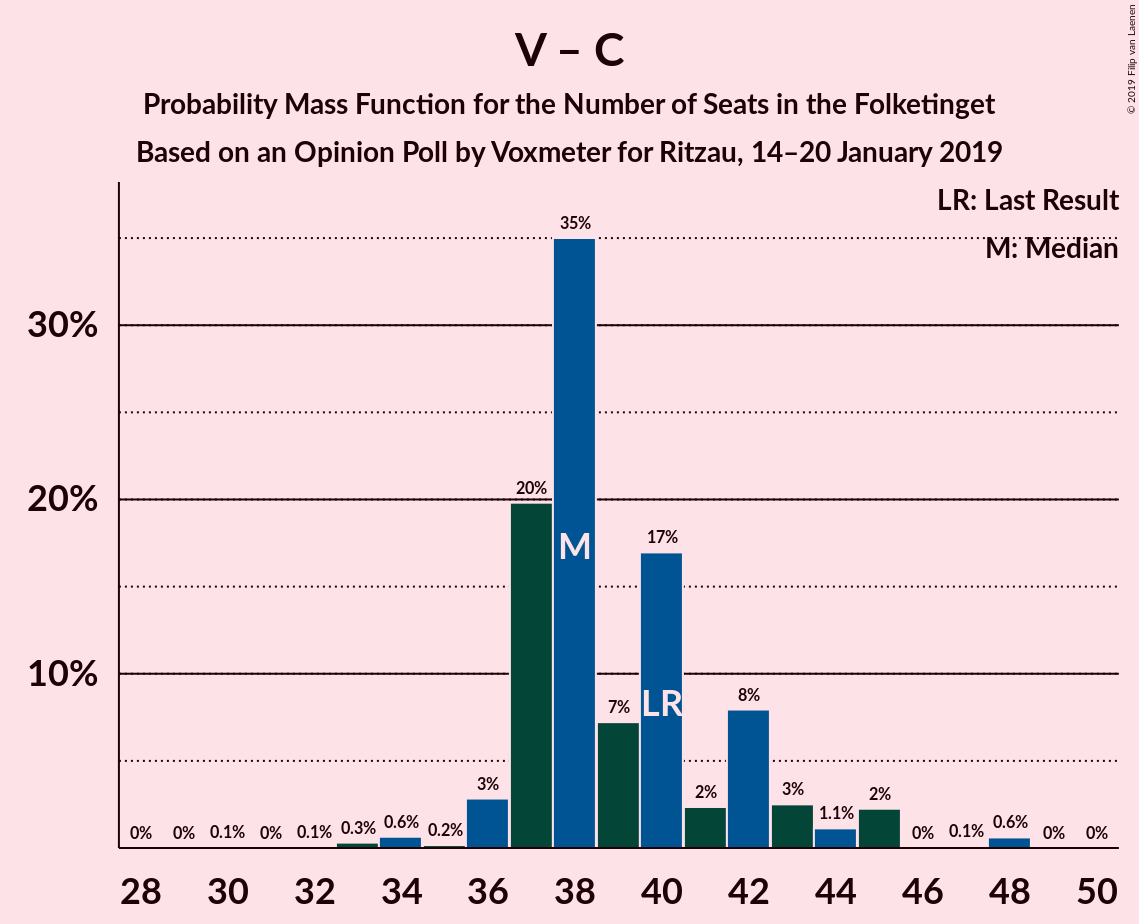 V – C
Probability Mass Function for the Number of Seats in the Folketinget
Based on an Opinion Poll by Voxmeter for Ritzau, 14–20 January 2019
© 2019 Filip van Laenen
LR: Last Result
M: Median
30%
20%
10%
0% 0% 0.1% 0% 0.1% 0.3% 0.6% 0.2% 3% 20% 35% 7% 17% 2% 8% 3% 1.1% 2% 0% 0.1% 0.6% 0% 0%
M
LR
28 30 32 34 36 38 40 42 44 46 48 50